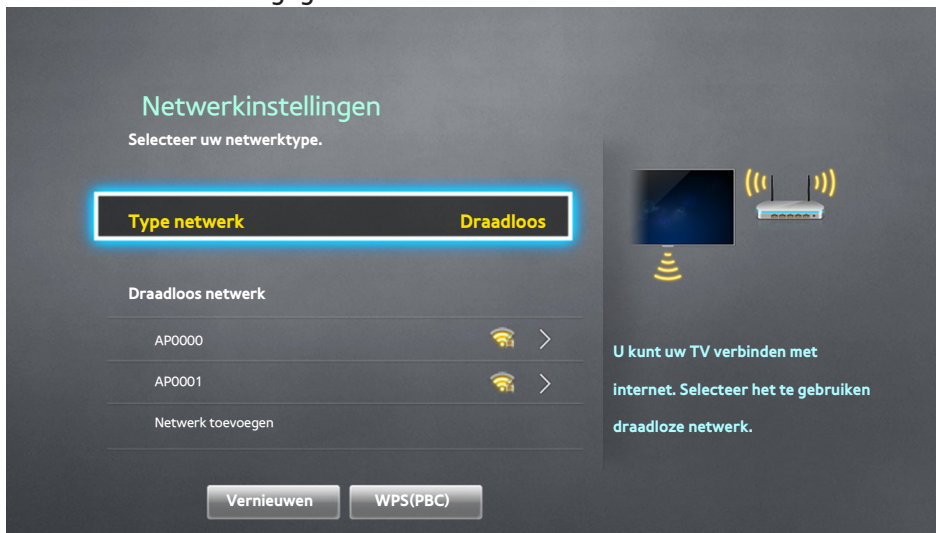 Netwerkinstellingen
Selecteer uw netwerktype.
Type netwerk Draadloos
Draadloos netwerk
AP0000
AP0001
Netwerk toevoegen
U kunt uw TV verbinden met
internet. Selecteer het te gebruiken
draadloze netwerk.
Vernieuwen WPS(PBC)